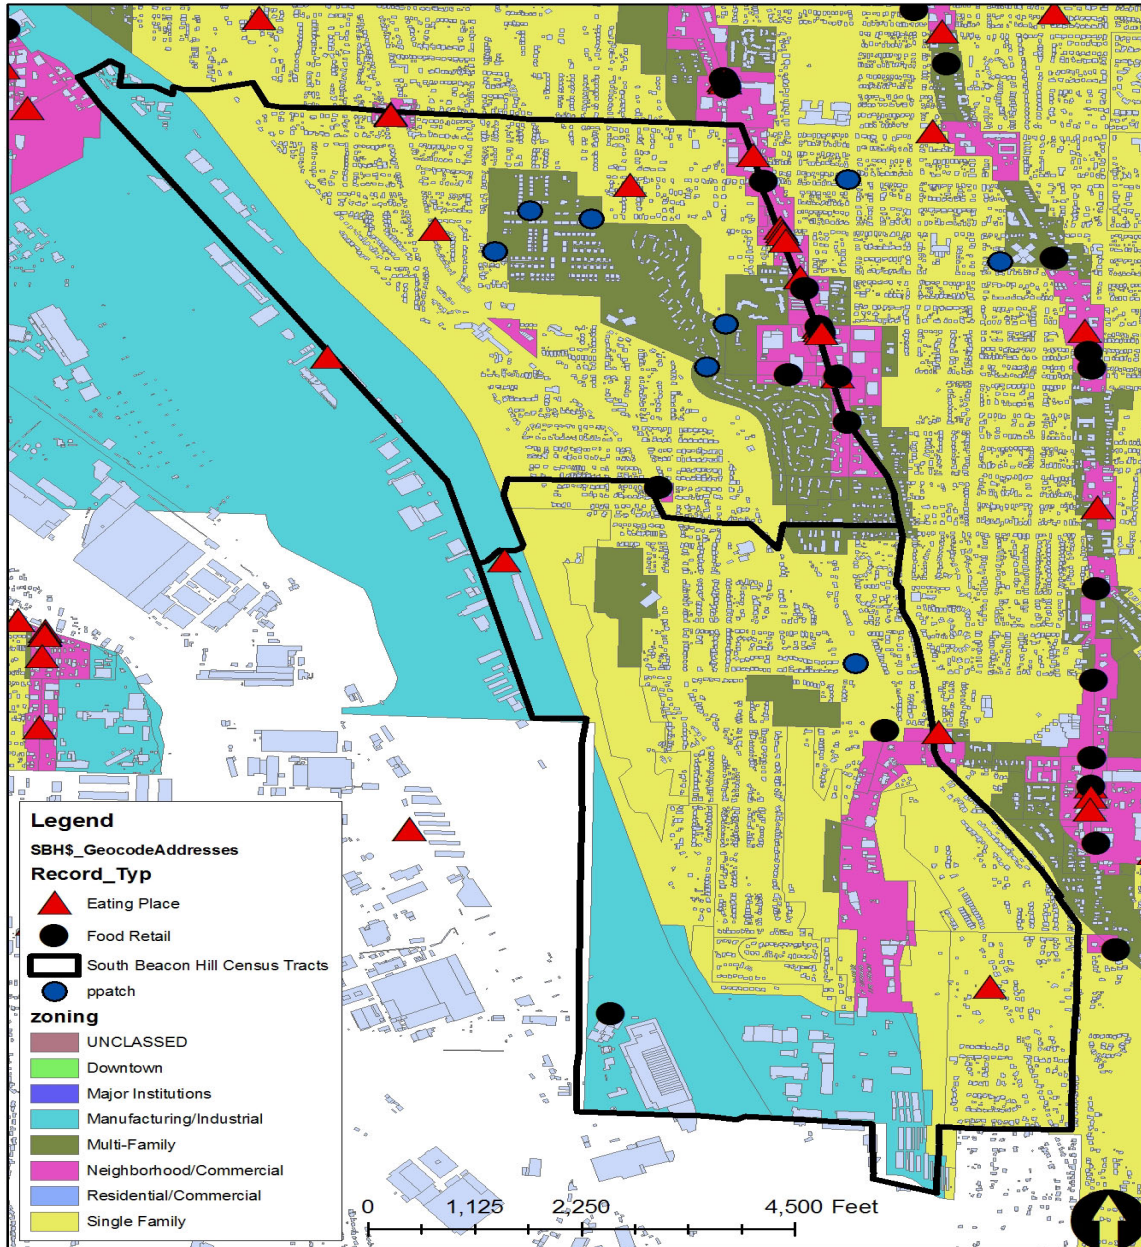 Legend
SBH$_GeocodeAddresses
Record_Typ
Eating Place
Food Retail
South Beacon Hill Census Tracts
ppatch
zoning
UNCLASSED
Downtown
Major Institutions
Manufacturing/Industrial
Multi-Family
Neighborhood/Commercial
Residential/Commercial
Single Family
0 1,125 2,250 4,500 Feet